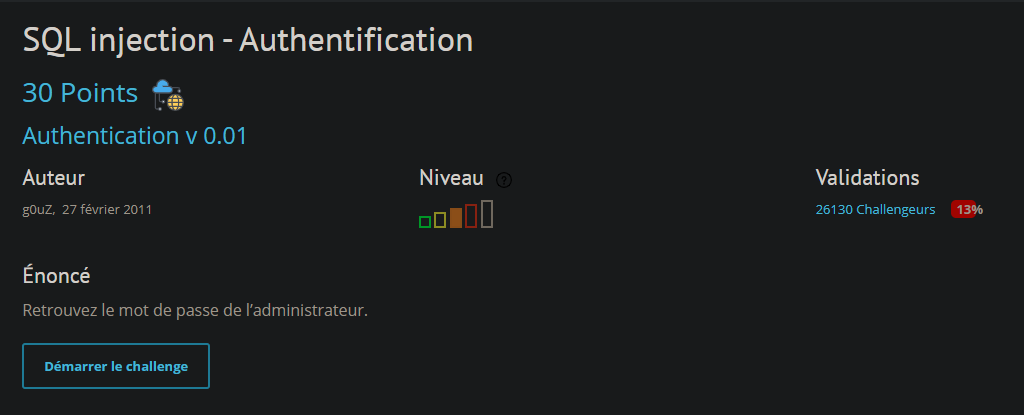 SQL injection - Authentification
30 Points
Authentication v 0.01
Auteur
g0uZ, 27 février 2011
Niveau ?
Validations
26130 Challengeurs 13%
Énoncé
Retrouvez le mot de passe de l’administrateur.
Démarrer le challenge